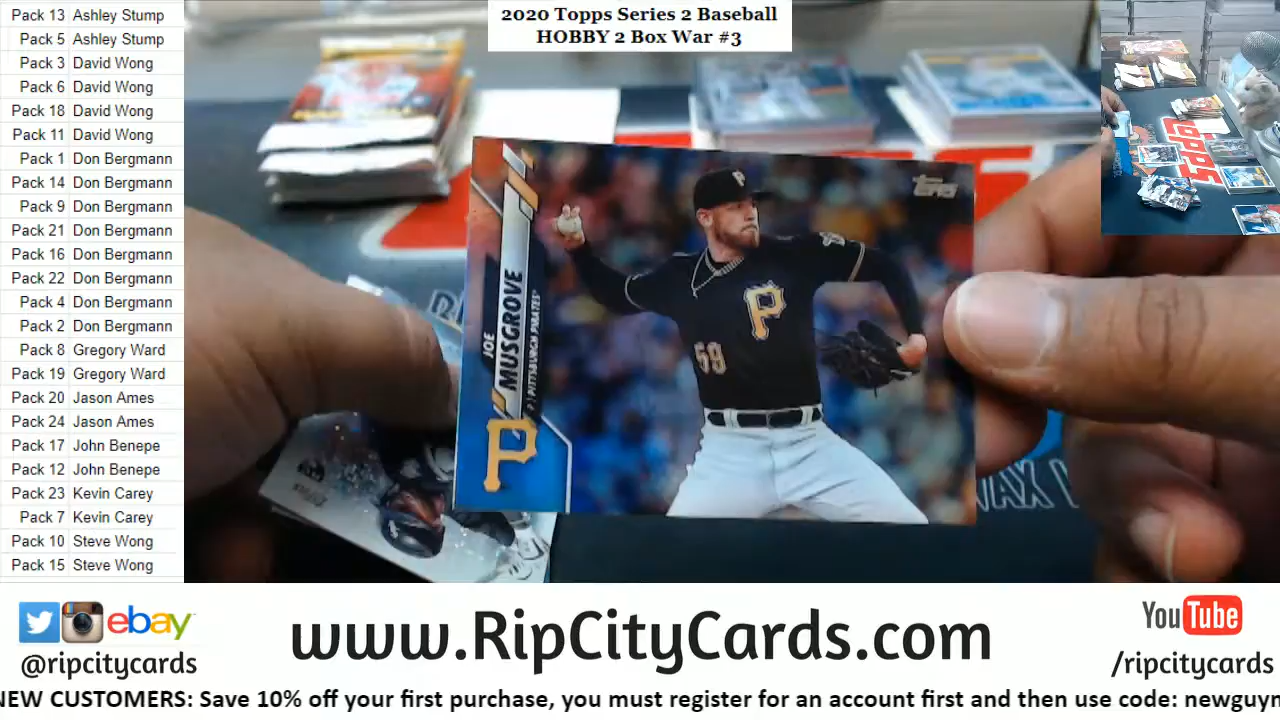 Pack 13 Ashley Stump
Pack 5 Ashley Stump
Pack 3 David Wong
Pack 6 David Wong
Pack 18 David Wong
Pack 11 David Wong
Pack 1 Don Bergmann
Pack 14 Don Bergmann
Pack 9 Don Bergmann
Pack 21 Don Bergmann
Pack 16 Don Bergmann
Pack 22 Don Bergmann
Pack 4 Don Bergmann
Pack 2 Don Bergmann
Pack 8 Gregory Ward
Pack 19 Gregory Ward
Pack 20 Jason Ames
Pack 24 Jason Ames
Pack 17 John Benepe
Pack 12 John Benepe
Pack 23 Kevin Carey
Pack 7 Kevin Carey
Pack 10 Steve Wong
Pack 15 Steve Wong
2020 Topps Series 2 Baseball
HOBBY 2 Box War #3
TOPPS
P
P
59
JOE
MUSGROVE
P | PITTSBURGH PIRATES
P
WAX
Topps
ebay
@ripcitycards
www.RipCityCards.com
YouTube
/ripcitycards
NEW CUSTOMERS: Save 10% off your first purchase, you must register for an account first and then use code: newguyn